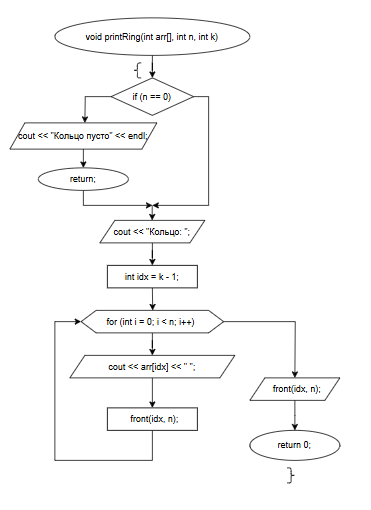 void printRing(int arr[], int n, int k)
{
if (n == 0)
cout << "Кольцо пусто" << endl;
return;
cout << "Кольцо: ";
int idx = k - 1;
for (int i = 0; i < n; i++)
cout << arr[idx] << " ";
front(idx, n);
front(idx, n);
return 0;
}